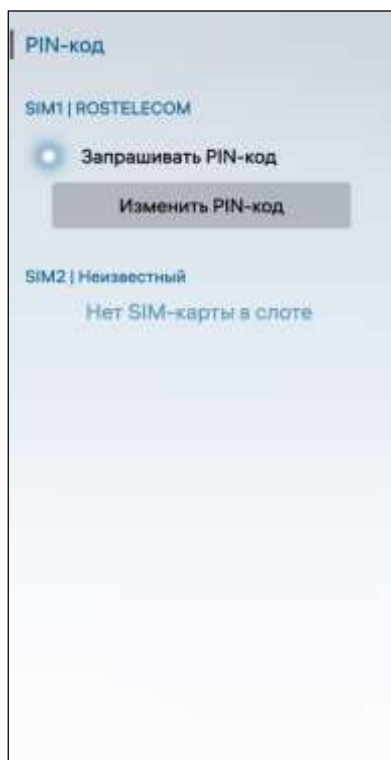 PIN-код
SIM1 | ROSTELECOM
Запрашивать PIN-код
Изменить PIN-код
SIM2 | Неизвестный
Нет SIM-карты в слоте